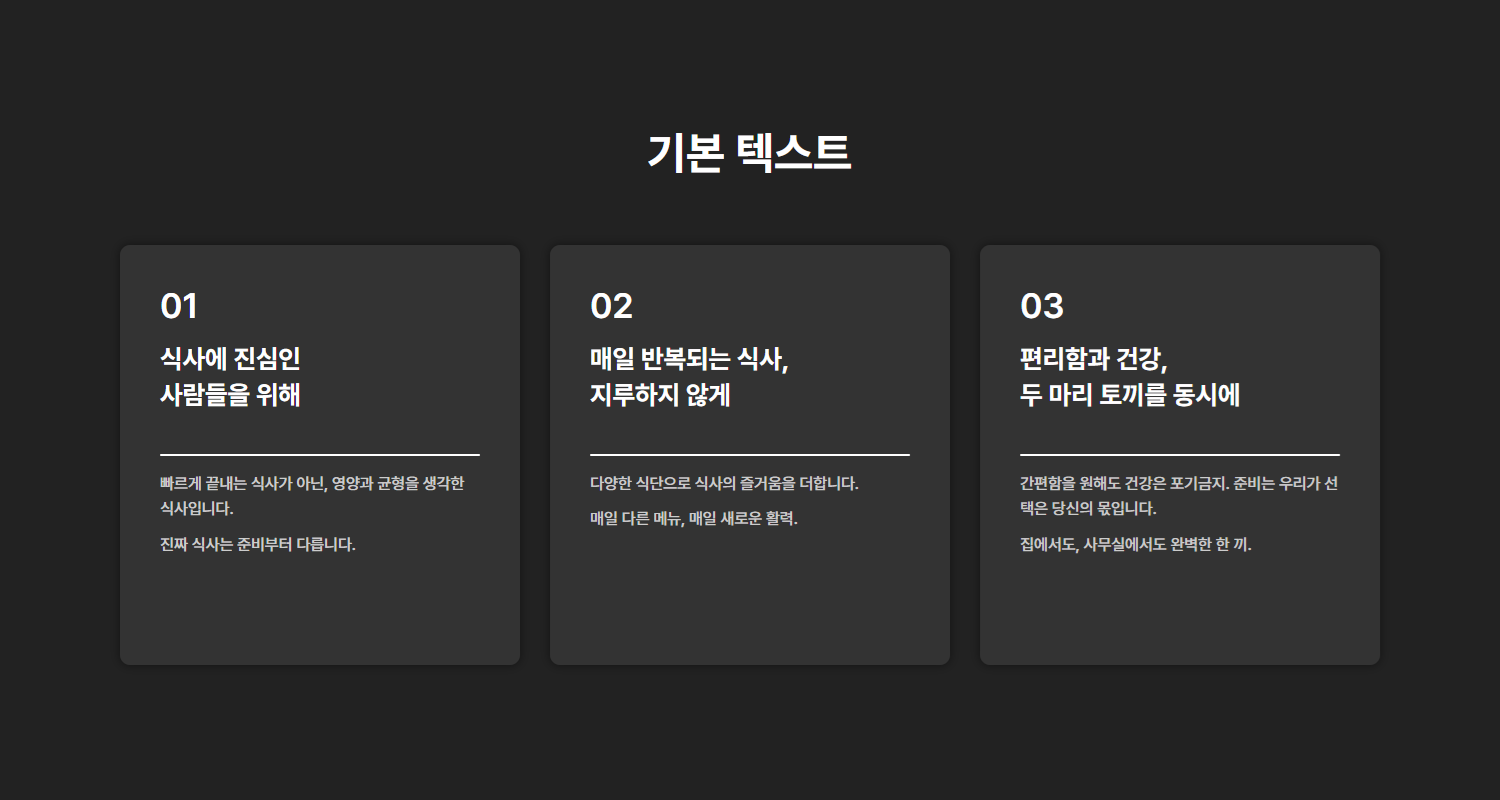 기본 텍스트
01
식사에 진심인
사람들을 위해
빠르게 끝내는 식사가 아닌, 영양과 균형을 생각한
식사입니다.
진짜 식사는 준비부터 다릅니다.
02
매일 반복되는 식사,
지루하지 않게
다양한 식단으로 식사의 즐거움을 더합니다.
매일 다른 메뉴, 매일 새로운 활력.
03
편리함과 건강,
두 마리 토끼를 동시에
간편함을 원해도 건강은 포기금지. 준비는 우리가 선
택은 당신의 몫입니다.
집에서도, 사무실에서도 완벽한 한 끼.